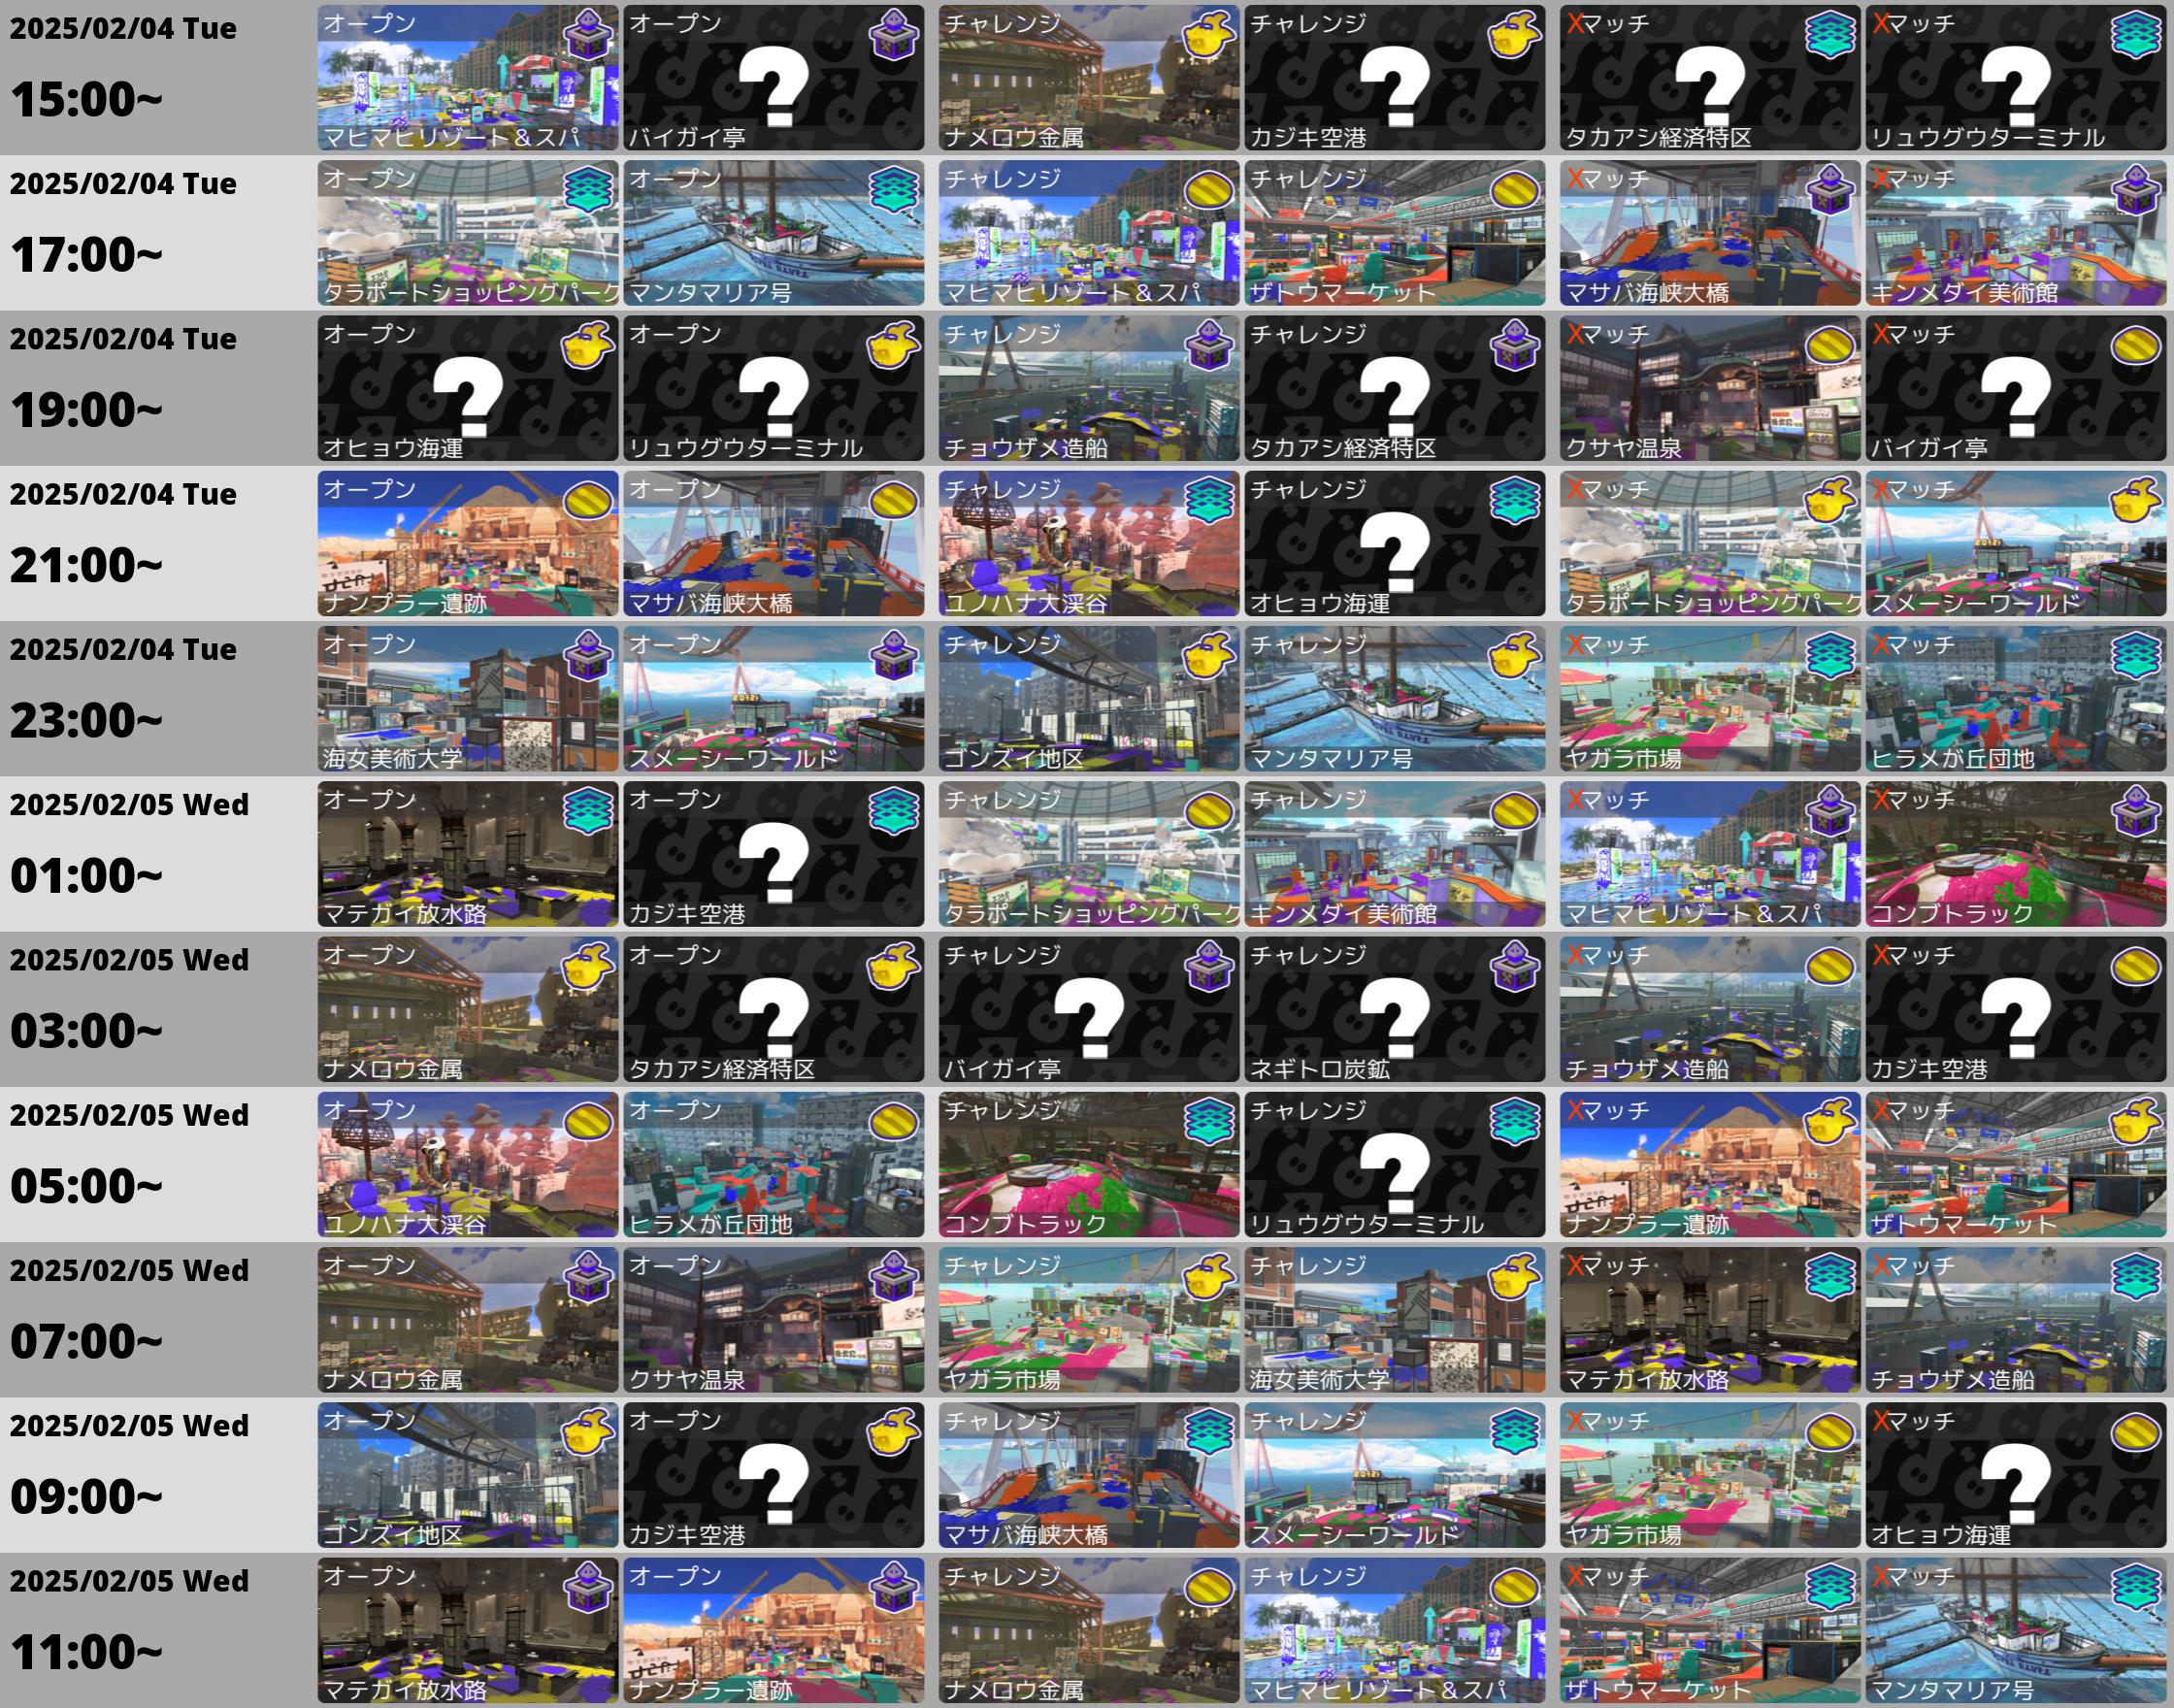 2025/02/04 Tue
15:00~
オープン
マヒマヒリゾート＆スパ
オープン
?
バイガイ亭
チャレンジ
ナメロウ金属
チャレンジ
?
カジキ空港
Xマッチ
?
タカアシ経済特区
Xマッチ
?
リュウグウターミナル
2025/02/04 Tue
17:00~
オープン
タラポートショッピングパーク
オープン
マンタマリア号
チャレンジ
マヒマヒリゾート＆スパ
チャレンジ
ザトウマーケット
Xマッチ
マサバ海峡大橋
Xマッチ
キンメダイ美術館
2025/02/04 Tue
19:00~
オープン
?
オヒョウ海運
オープン
?
リュウグウターミナル
チャレンジ
チョウザメ造船
チャレンジ
?
タカアシ経済特区
Xマッチ
クサヤ温泉
Xマッチ
?
バイガイ亭
2025/02/04 Tue
21:00~
オープン
ナンプラー遺跡
オープン
マサバ海峡大橋
チャレンジ
ユノハナ大渓谷
チャレンジ
?
オヒョウ海運
Xマッチ
タラポートショッピングパーク
Xマッチ
スメーシーワールド
2025/02/04 Tue
23:00~
オープン
海女美術大学
オープン
スメーシーワールド
チャレンジ
ゴンズイ地区
チャレンジ
マンタマリア号
Xマッチ
ヤガラ市場
Xマッチ
ヒラメが丘団地
2025/02/05 Wed
01:00~
オープン
マテガイ放水路
オープン
?
カジキ空港
チャレンジ
タラポートショッピングパーク
チャレンジ
キンメダイ美術館
Xマッチ
マヒマヒリゾート＆スパ
Xマッチ
コンブトラック
2025/02/05 Wed
03:00~
オープン
ナメロウ金属
オープン
?
タカアシ経済特区
チャレンジ
?
バイガイ亭
チャレンジ
?
ネギトロ炭鉱
Xマッチ
チョウザメ造船
Xマッチ
?
カジキ空港
2025/02/05 Wed
05:00~
オープン
ユノハナ大渓谷
オープン
ヒラメが丘団地
チャレンジ
コンブトラック
チャレンジ
?
リュウグウターミナル
Xマッチ
ナンプラー遺跡
Xマッチ
ザトウマーケット
2025/02/05 Wed
07:00~
オープン
ナメロウ金属
オープン
クサヤ温泉
チャレンジ
ヤガラ市場
チャレンジ
海女美術大学
Xマッチ
マテガイ放水路
Xマッチ
チョウザメ造船
2025/02/05 Wed
09:00~
オープン
ゴンズイ地区
オープン
?
カジキ空港
チャレンジ
マサバ海峡大橋
チャレンジ
スメーシーワールド
Xマッチ
ヤガラ市場
Xマッチ
?
オヒョウ海運
2025/02/05 Wed
11:00~
オープン
マテガイ放水路
オープン
ナンプラー遺跡
チャレンジ
ナメロウ金属
チャレンジ
マヒマヒリゾート＆スパ
Xマッチ
ザトウマーケット
Xマッチ
マンタマリア号